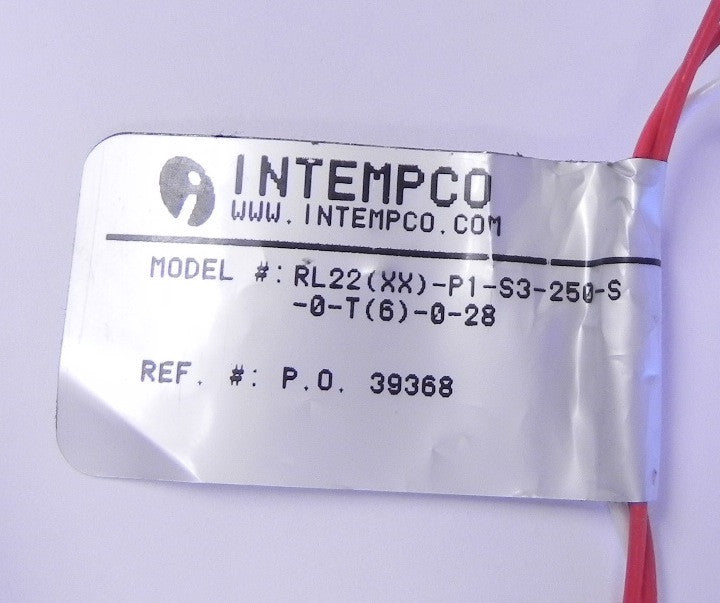 INTEMPCO
WWW.INTEMPCO.COM
MODEL #: RL22(XX)-P1-S3-250-S
-0-T(6)-0-28
REF. #: P.O. 39368